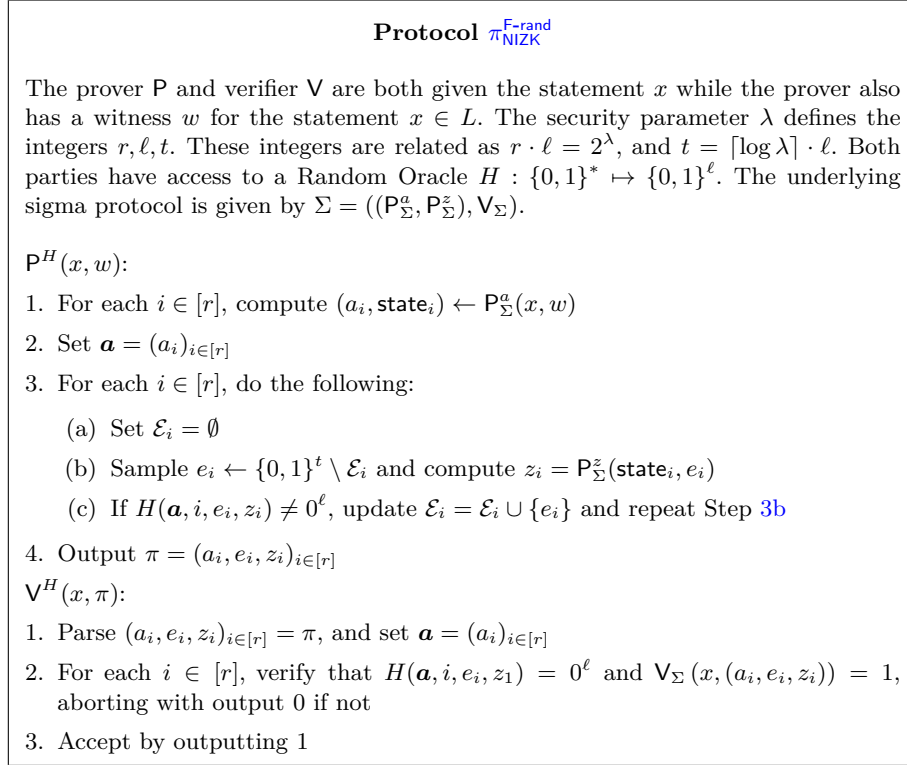 Protocol π_NIZK^F-rand
The prover P and verifier V are both given the statement x while the prover also
has a witness w for the statement x ∈ L. The security parameter λ defines the
integers r, ℓ, t. These integers are related as r · ℓ = 2^λ, and t = ⌈log λ⌉ · ℓ. Both
parties have access to a Random Oracle H : {0, 1}* ↦ {0, 1}^ℓ. The underlying
sigma protocol is given by Σ = ((P_Σ^a, P_Σ^z), V_Σ).
P^H(x, w):
1. For each i ∈ [r], compute (a_i, state_i) ← P_Σ^a(x, w)
2. Set a = (a_i)_{i∈[r]}
3. For each i ∈ [r], do the following:
(a) Set ℰ_i = ∅
(b) Sample e_i ← {0, 1}^t \ ℰ_i and compute z_i = P_Σ^z(state_i, e_i)
(c) If H(a, i, e_i, z_i) ≠ 0^ℓ, update ℰ_i = ℰ_i ∪ {e_i} and repeat Step 3b
4. Output π = (a_i, e_i, z_i)_{i∈[r]}
V^H(x, π):
1. Parse (a_i, e_i, z_i)_{i∈[r]} = π, and set a = (a_i)_{i∈[r]}
2. For each i ∈ [r], verify that H(a, i, e_i, z_1) = 0^ℓ and V_Σ (x, (a_i, e_i, z_i)) = 1,
aborting with output 0 if not
3. Accept by outputting 1